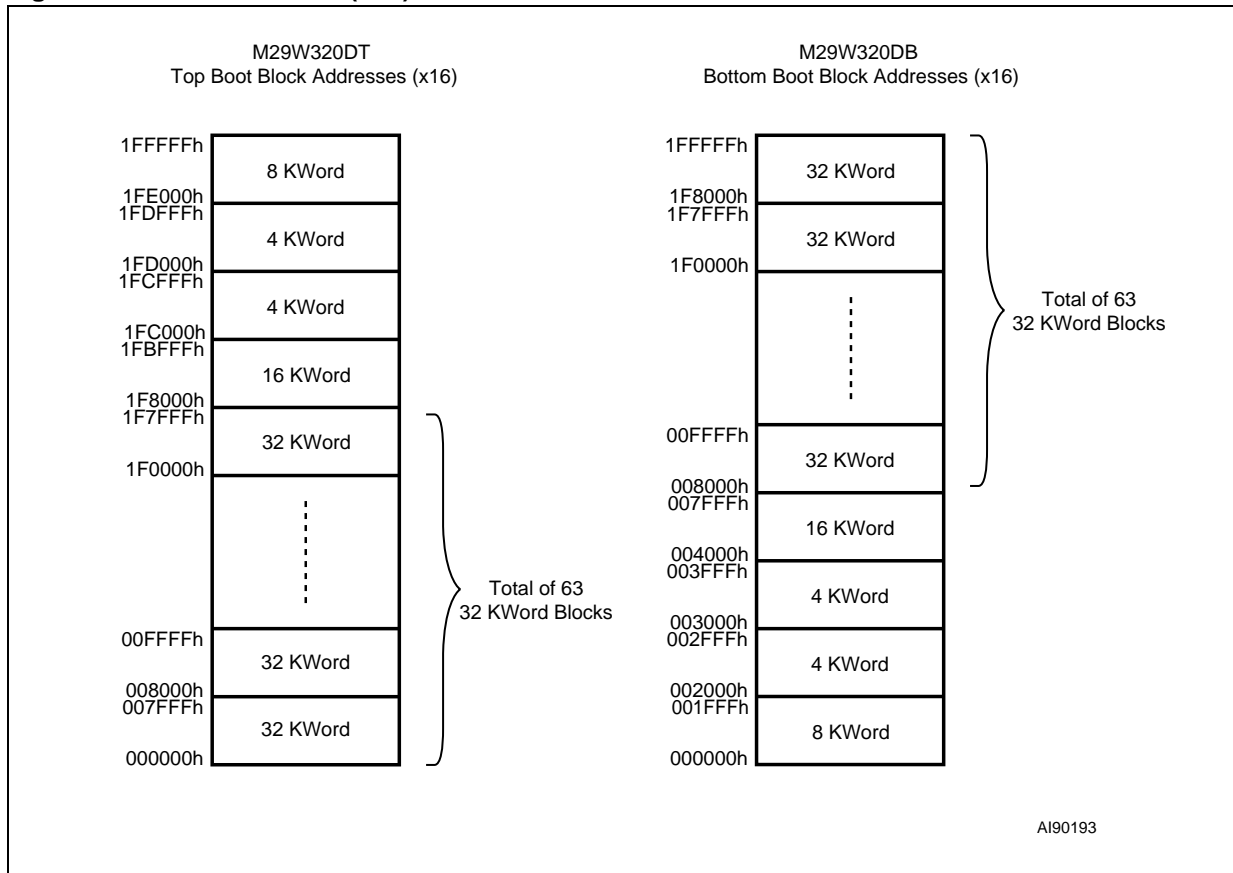 M29W320DT
Top Boot Block Addresses (x16)
1FFFFFh
8 KWord
1FE000h
1FDFFFh
4 KWord
1FD000h
1FCFFFh
4 KWord
1FC000h
1FBFFFh
16 KWord
1F8000h
1F7FFFh
32 KWord
1F0000h
Total of 63
32 KWord Blocks
00FFFFh
32 KWord
008000h
007FFFh
32 KWord
000000h
M29W320DB
Bottom Boot Block Addresses (x16)
1FFFFFh
32 KWord
1F8000h
1F7FFFh
32 KWord
1F0000h
Total of 63
32 KWord Blocks
00FFFFh
32 KWord
008000h
007FFFh
16 KWord
004000h
003FFFh
4 KWord
003000h
002FFFh
4 KWord
002000h
001FFFh
8 KWord
000000h
AI90193